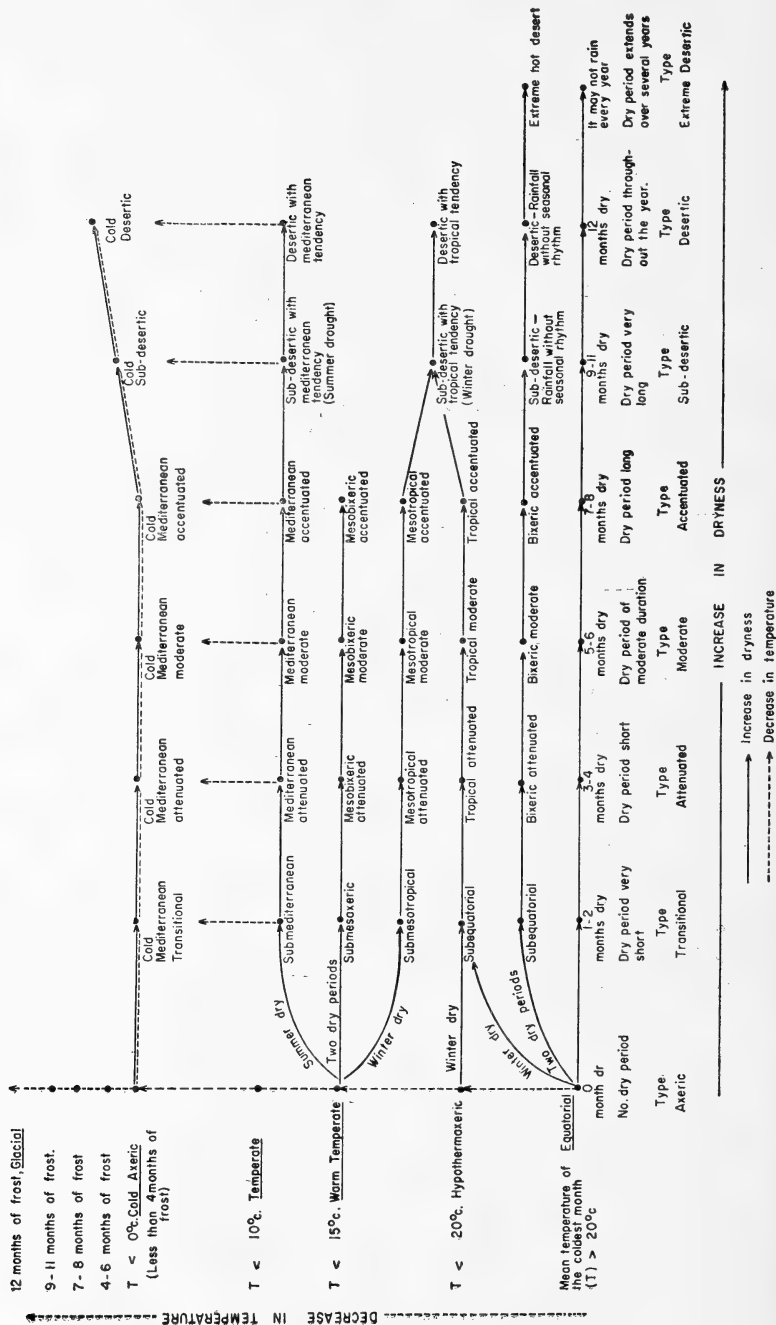 12 months of frost, Glacial
9-11 months of frost.
7-8 months of frost
4-6 months of frost
T < 0°c. Cold Axeric
(Less than 4 months of
frost)
T < 10°c. Temperate
T < 15°c. Warm Temperate
T < 20°c. Hypothermaxeric
Mean temperature of
the coldest month
(T) > 20°c
Equatorial
DECREASE IN TEMPERATURE
Cold
Mediterranean
Transitional
Cold
Mediterranean
attenuated
Cold
Mediterranean
moderate
Cold
Mediterranean
accentuated
Cold
Sub-desertic
Cold
Desertic
Summer dry
Submediterranean
Mediterranean
attenuated
Mediterranean
moderate
Mediterranean
accentuated
Sub-desertic with
mediterranean
tendency
(Summer drought)
Desertic with
mediterranean
tendency
Two dry periods
Submesaxeric
Mesobixeric
attenuated
Mesobixeric
moderate
Mesobixeric
accentuated
Winter dry
Submesotropical
Mesotropical
attenuated
Mesotropical
moderate
Mesotropical
accentuated
Sub-desertic with
tropical tendency
(Winter drought)
Desertic with
tropical tendency
Winter dry
Subequatorial
Tropical attenuated
Tropical moderate
Tropical accentuated
Winter dry
Two dry periods
Subequatorial
Bixeric attenuated
Bixeric moderate
Bixeric accentuated
Sub-desertic -
Rainfall without
seasonal rhythm
Desertic - Rainfall
without seasonal
rhythm
Extreme hot desert
0
month dr
No. dry period
Type
Axeric
1-2
months dry
Dry period very
short
Type
Transitional
3-4
months dry
Dry period short
Type
Attenuated
5-6
months dry
Dry period of
moderate duration
Type
Moderate
7-8
months dry
Dry period long
Type
Accentuated
9-11
months dry
Dry period very
long
Type
Sub-desertic
12
months dry
Dry period through-
out the year.
Type
Desertic
It may not rain
every year
Dry period extends
over several years
Type
Extreme Desertic
INCREASE IN DRYNESS
Increase in dryness
Decrease in temperature